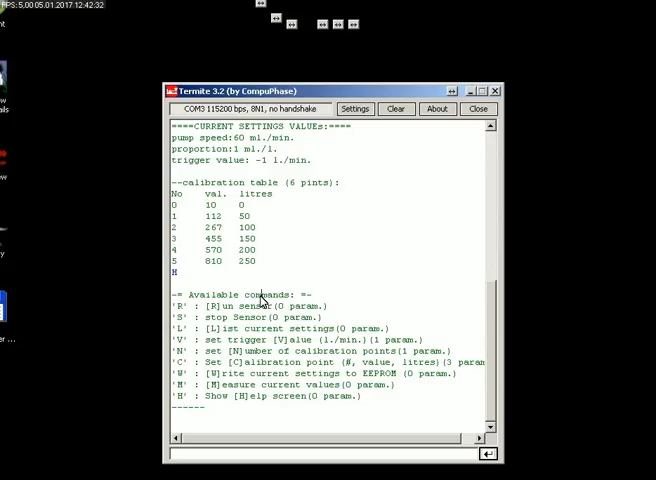 FPS:5,00 05.01.2017 12:42:32
nt
w
als
ew
er ...
Termite 3.2 (by CompuPhase)
COM3 115200 bps, 8N1, no handshake Settings Clear About Close
====CURRENT SETTINGS VALUEs:====
pump speed:60 ml./min.
proportion:1 ml./l.
trigger value: -1 l./min.
--calibration table (6 pints):
No val. litres
0 10 0
1 112 50
2 267 100
3 455 150
4 570 200
5 810 250
H
-= Available commands: =-
'R' : [R]un sensor(0 param.)
'S' : stop Sensor(0 param.)
'L' : [L]ist current settings(0 param.)
'V' : set trigger [V]alue (l./min.)(1 param.)
'N' : set [N]umber of calibration points(1 param.)
'C' : Set [C]alibration point (#, value, litres)(3 param
'W' : [W]rite current settings to EEPROM (0 param.)
'M' : [M]easure current values(0 param.)
'H' : Show [H]elp screen(0 param.)
------